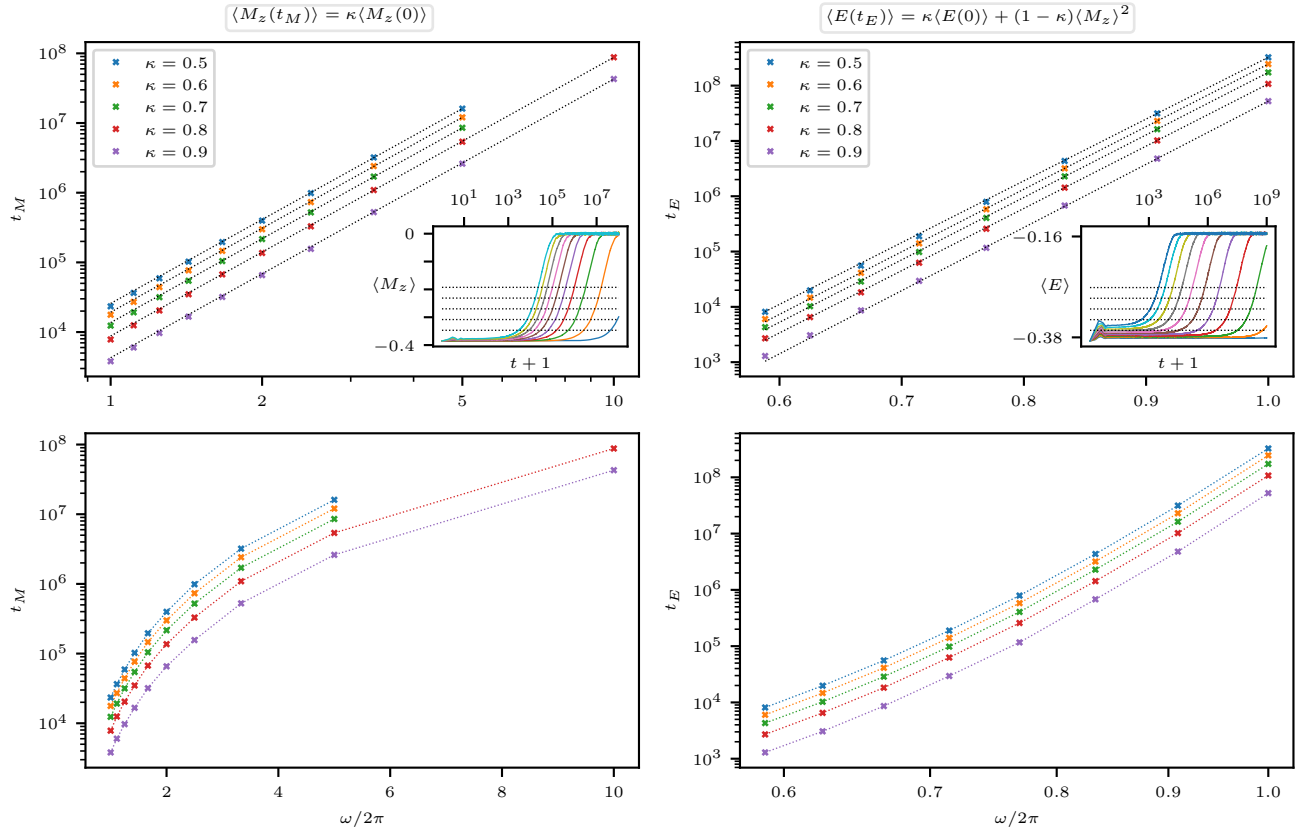 ⟨M_z(t_M)⟩ = κ⟨M_z(0)⟩
⟨E(t_E)⟩ = κ⟨E(0)⟩ + (1 − κ)⟨M_z⟩²
10⁸
10⁷
10⁶
10⁵
10⁴
t_M
κ = 0.5
κ = 0.6
κ = 0.7
κ = 0.8
κ = 0.9
10¹ 10³ 10⁵ 10⁷
0
⟨M_z⟩
−0.4
t + 1
1 2 5 10
10⁸
10⁷
10⁶
10⁵
10⁴
10³
t_E
κ = 0.5
κ = 0.6
κ = 0.7
κ = 0.8
κ = 0.9
10³ 10⁶ 10⁹
−0.16
⟨E⟩
−0.38
t + 1
0.6 0.7 0.8 0.9 1.0
10⁸
10⁷
10⁶
10⁵
10⁴
t_M
2 4 6 8 10
ω/2π
10⁸
10⁷
10⁶
10⁵
10⁴
10³
t_E
0.6 0.7 0.8 0.9 1.0
ω/2π